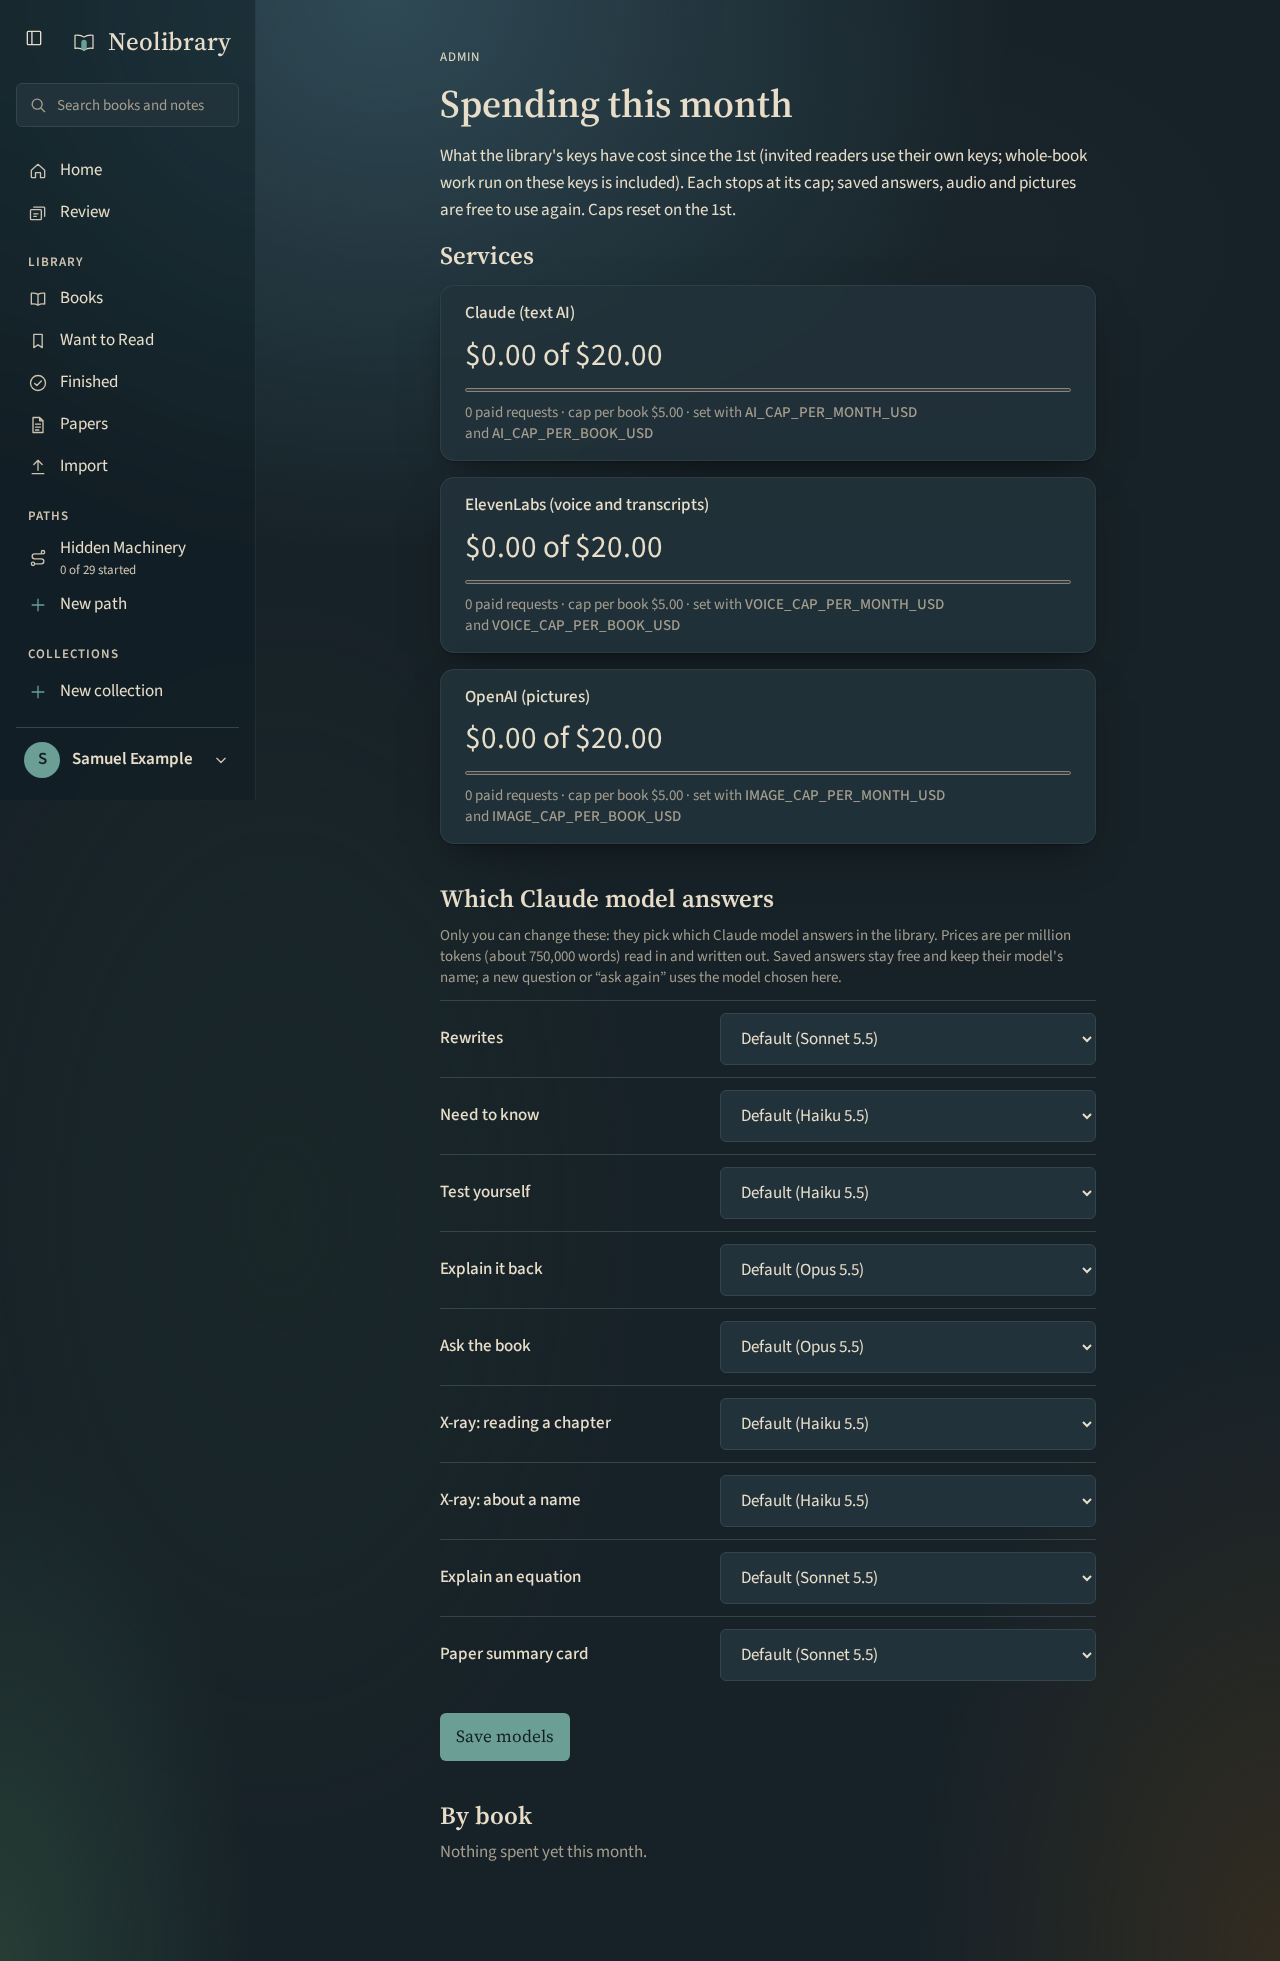 Neolibrary
Search books and notes
Home
Review
LIBRARY
Books
Want to Read
Finished
Papers
Import
PATHS
Hidden Machinery
0 of 29 started
New path
COLLECTIONS
New collection
S
Samuel Example
ADMIN
Spending this month
What the library's keys have cost since the 1st (invited readers use their own keys; whole-book
work run on these keys is included). Each stops at its cap; saved answers, audio and pictures
are free to use again. Caps reset on the 1st.
Services
Claude (text AI)
$0.00 of $20.00
0 paid requests · cap per book $5.00 · set with AI_CAP_PER_MONTH_USD
and AI_CAP_PER_BOOK_USD
ElevenLabs (voice and transcripts)
$0.00 of $20.00
0 paid requests · cap per book $5.00 · set with VOICE_CAP_PER_MONTH_USD
and VOICE_CAP_PER_BOOK_USD
OpenAI (pictures)
$0.00 of $20.00
0 paid requests · cap per book $5.00 · set with IMAGE_CAP_PER_MONTH_USD
and IMAGE_CAP_PER_BOOK_USD
Which Claude model answers
Only you can change these: they pick which Claude model answers in the library. Prices are per million
tokens (about 750,000 words) read in and written out. Saved answers stay free and keep their model's
name; a new question or “ask again” uses the model chosen here.
Rewrites
Default (Sonnet 5.5)
Need to know
Default (Haiku 5.5)
Test yourself
Default (Haiku 5.5)
Explain it back
Default (Opus 5.5)
Ask the book
Default (Opus 5.5)
X-ray: reading a chapter
Default (Haiku 5.5)
X-ray: about a name
Default (Haiku 5.5)
Explain an equation
Default (Sonnet 5.5)
Paper summary card
Default (Sonnet 5.5)
Save models
By book
Nothing spent yet this month.